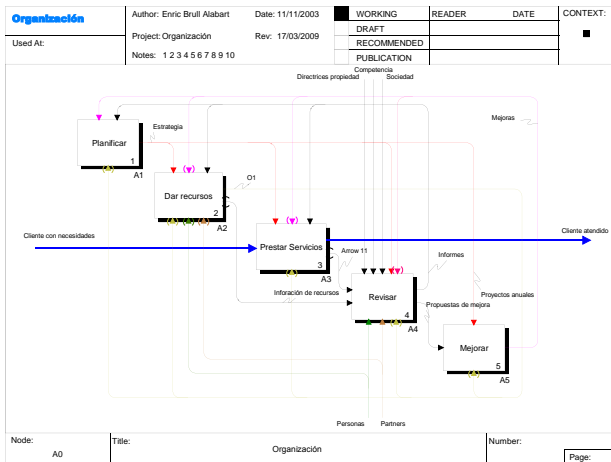 Organización
Used At:
Author: Enric Brull Alabart
Date: 11/11/2003
Project: Organización
Rev: 17/03/2009
Notes: 1 2 3 4 5 6 7 8 9 10
WORKING
DRAFT
RECOMMENDED
PUBLICATION
READER
DATE
CONTEXT:
Competencia
Directrices propiedad
Sociedad
Mejoras
Estrategia
Planificar
1
A1
O1
Dar recursos
2
A2
Cliente con necesidades
Cliente atendido
Prestar Servicios
3
A3
Arrow 11
Informes
Inforación de recursos
Revisar
4
A4
Proyectos anuales
Propuestas de mejora
Mejorar
5
A5
Personas
Partners
Node:
A0
Title:
Organización
Number:
Page: